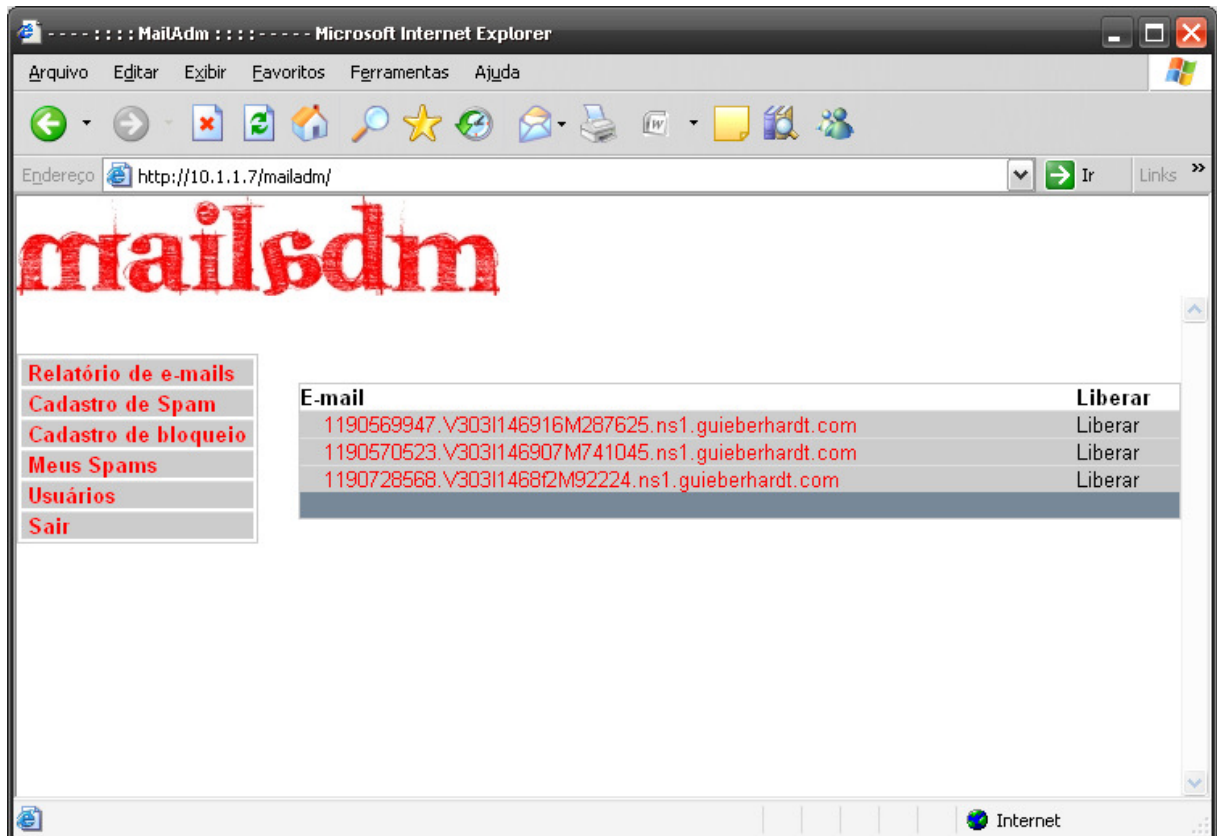 - - - - : : : : MailAdm : : : : - - - - - Microsoft Internet Explorer
Arquivo Editar Exibir Favoritos Ferramentas Ajuda
Endereço http://10.1.1.7/mailadm/ Ir Links »
mailadm
Relatório de e-mails
Cadastro de Spam
Cadastro de bloqueio
Meus Spams
Usuários
Sair
E-mail Liberar
1190569947.V303I146916M287625.ns1.guieberhardt.com Liberar
1190570523.V303I146907M741045.ns1.guieberhardt.com Liberar
1190728568.V303I1468f2M92224.ns1.guieberhardt.com Liberar
Internet